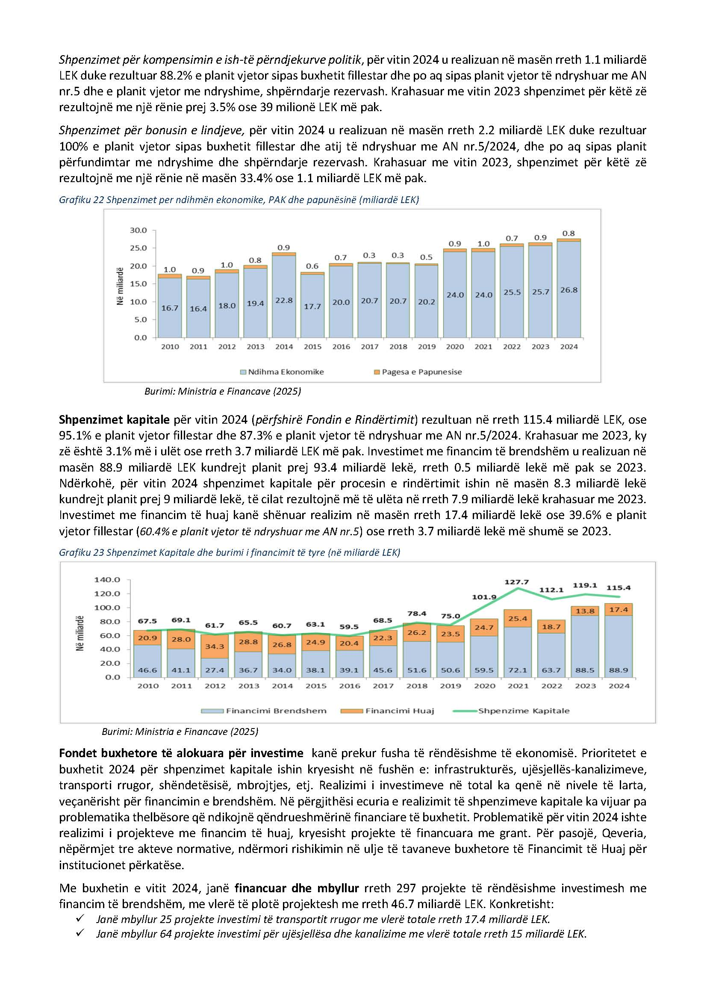 Shpenzimet për kompensimin e ish-të përndjekurve politik, për vitin 2024 u realizuan në masën rreth 1.1 miliardë
LEK duke rezultuar 88.2% e planit vjetor sipas buxhetit fillestar dhe po aq sipas planit vjetor të ndryshuar me AN
nr.5 dhe e planit vjetor me ndryshime, shpërndarje rezervash. Krahasuar me vitin 2023 shpenzimet për këtë zë
rezultojnë me një rënie prej 3.5% ose 39 milionë LEK më pak.
Shpenzimet për bonusin e lindjeve, për vitin 2024 u realizuan në masën rreth 2.2 miliardë LEK duke rezultuar
100% e planit vjetor sipas buxhetit fillestar dhe atij të ndryshuar me AN nr.5/2024, dhe po aq sipas planit
përfundimtar me ndryshime dhe shpërndarje rezervash. Krahasuar me vitin 2023, shpenzimet për këtë zë
rezultojnë me një rënie në masën 33.4% ose 1.1 miliardë LEK më pak.
Grafiku 22 Shpenzimet per ndihmën ekonomike, PAK dhe papunësinë (miliardë LEK)
Në miliardë
30.0
25.0
20.0
15.0
10.0
5.0
0.0
1.0 0.9 1.0 0.8 0.9 0.6 0.7 0.3 0.3 0.5 0.9 1.0 0.7 0.9 0.8
16.7 16.4 18.0 19.4 22.8 17.7 20.0 20.7 20.7 20.2 24.0 24.0 25.5 25.7 26.8
2010 2011 2012 2013 2014 2015 2016 2017 2018 2019 2020 2021 2022 2023 2024
Ndihma Ekonomike Pagesa e Papunesise
Burimi: Ministria e Financave (2025)
Shpenzimet kapitale për vitin 2024 (përfshirë Fondin e Rindërtimit) rezultuan në rreth 115.4 miliardë LEK, ose
95.1% e planit vjetor fillestar dhe 87.3% e planit vjetor të ndryshuar me AN nr.5/2024. Krahasuar me 2023, ky
zë është 3.1% më i ulët ose rreth 3.7 miliardë LEK më pak. Investimet me financim të brendshëm u realizuan në
masën 88.9 miliardë LEK kundrejt planit prej 93.4 miliardë lekë, rreth 0.5 miliardë lekë më pak se 2023.
Ndërkohë, për vitin 2024 shpenzimet kapitale për procesin e rindërtimit ishin në masën 8.3 miliardë lekë
kundrejt planit prej 9 miliardë lekë, të cilat rezultojnë më të ulëta në rreth 7.9 miliardë lekë krahasuar me 2023.
Investimet me financim të huaj kanë shënuar realizim në masën rreth 17.4 miliardë lekë ose 39.6% e planit
vjetor fillestar (60.4% e planit vjetor të ndryshuar me AN nr.5) ose rreth 3.7 miliardë lekë më shumë se 2023.
Grafiku 23 Shpenzimet Kapitale dhe burimi i financimit të tyre (në miliardë LEK)
Në miliardë
140.0
120.0
100.0
80.0
60.0
40.0
20.0
0.0
67.5 69.1 61.7 65.5 60.7 63.1 59.5 68.5 78.4 75.0 101.9 127.7 112.1 119.1 115.4
20.9 28.0 34.3 28.8 26.8 24.9 20.4 22.3 26.2 23.5 24.7 25.4 18.7 13.8 17.4
46.6 41.1 27.4 36.7 34.0 38.1 39.1 45.6 51.6 50.6 59.5 72.1 63.7 88.5 88.9
2010 2011 2012 2013 2014 2015 2016 2017 2018 2019 2020 2021 2022 2023 2024
Financimi Brendshem Financimi Huaj Shpenzime Kapitale
Burimi: Ministria e Financave (2025)
Fondet buxhetore të alokuara për investime kanë prekur fusha të rëndësishme të ekonomisë. Prioritetet e
buxhetit 2024 për shpenzimet kapitale ishin kryesisht në fushën e: infrastrukturës, ujësjellës-kanalizimeve,
transporti rrugor, shëndetësisë, mbrojtjes, etj. Realizimi i investimeve në total ka qenë në nivele të larta,
veçanërisht për financimin e brendshëm. Në përgjithësi ecuria e realizimit të shpenzimeve kapitale ka vijuar pa
problematika thelbësore që ndikojnë qëndrueshmërinë financiare të buxhetit. Problematikë për vitin 2024 ishte
realizimi i projekteve me financim të huaj, kryesisht projekte të financuara me grant. Për pasojë, Qeveria,
nëpërmjet tre akteve normative, ndërmori rishikimin në ulje të tavaneve buxhetore të Financimit të Huaj për
institucionet përkatëse.
Me buxhetin e vitit 2024, janë financuar dhe mbyllur rreth 297 projekte të rëndësishme investimesh me
financim të brendshëm, me vlerë të plotë projektesh me rreth 46.7 miliardë LEK. Konkretisht:
✓ Janë mbyllur 25 projekte investimi të transportit rrugor me vlerë totale rreth 17.4 miliardë LEK.
✓ Janë mbyllur 64 projekte investimi për ujësjellësa dhe kanalizime me vlerë totale rreth 15 miliardë LEK.